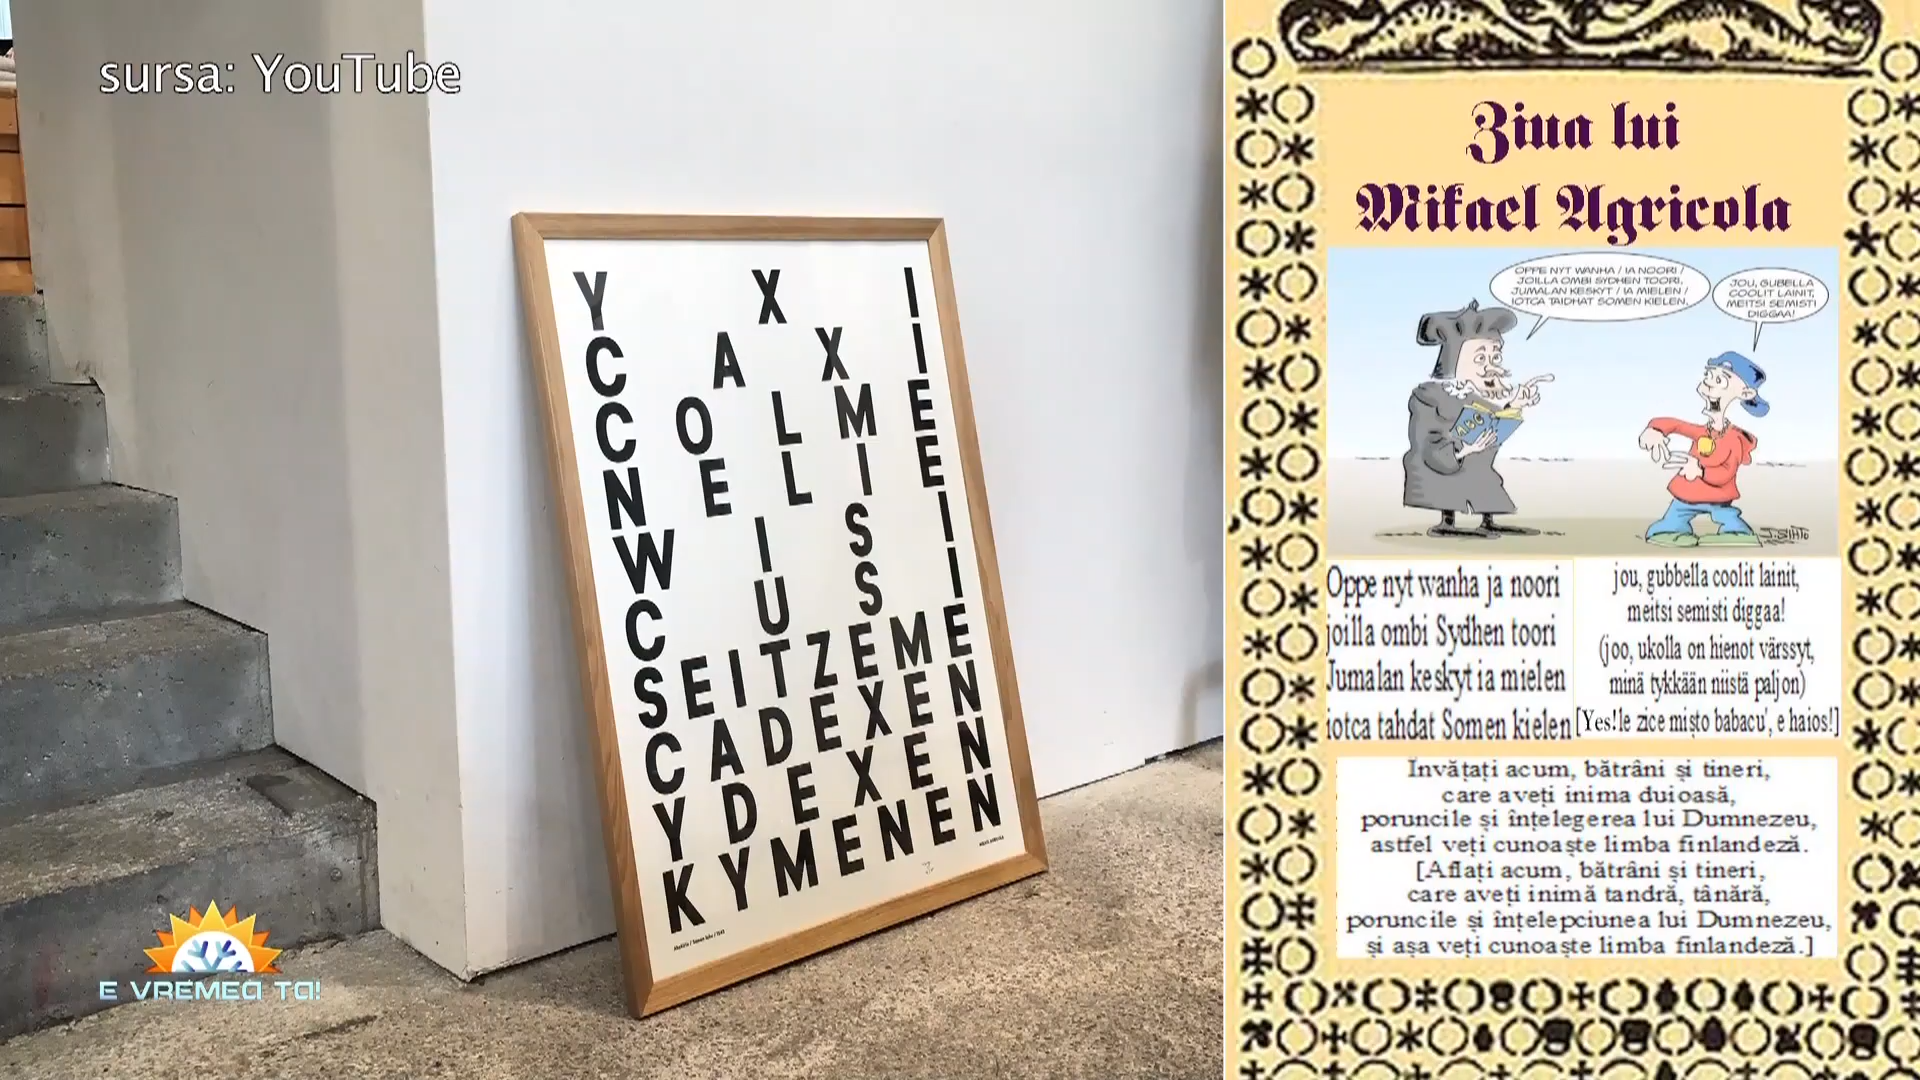 sursa: YouTube
Y X I
C A X I
C O L M E
N E L I E
W I S I
C U S I
S E I T Z E M E
C A D E X E N
Y D E X E N
K Y M E N E N
E VREMEA TA!
Ziua lui
Mikael Agricola
OPPE NYT WANHA / IA NOORI /
JOILLA OMBI SYDHEN TOORI,
JUMALAN KESKYT / IA MIELEN /
IOTCA TAIDHAT SOMEN KIELEN.
JOU, GUBELLA
COOLIT LAINIT,
MEITSI SEMISTI
DIGGAA!
J.SIHTO
Oppe nyt wanha ja noori
joilla ombi Sydhen toori
Jumalan keskyt ia mielen
iotca tahdat Somen kielen
jou, gubbella coolit lainit,
meitsi semisti diggaa!
(joo, ukolla on hienot värssyt,
minä tykkään niistä paljon)
[Yes!le zice mișto babacu', e haios!]
Învățați acum, bătrâni și tineri,
care aveți inima duioasă,
poruncile și înțelegerea lui Dumnezeu,
astfel veți cunoaște limba finlandeză.
[Aflați acum, bătrâni și tineri,
care aveți inimă tandră, tânără,
poruncile și înțelepciunea lui Dumnezeu,
și așa veți cunoaște limba finlandeză.]